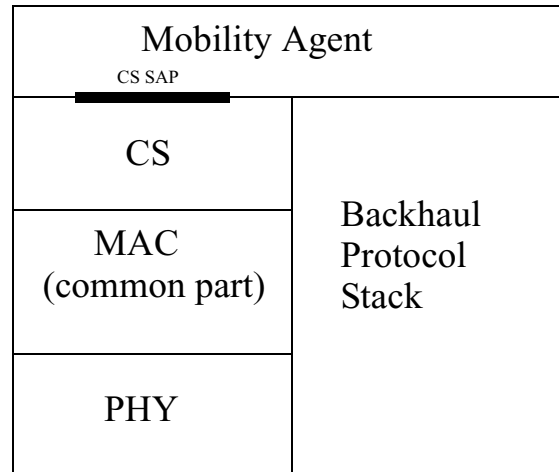 Mobility Agent
CS SAP
CS
MAC
(common part)
PHY
Backhaul
Protocol
Stack